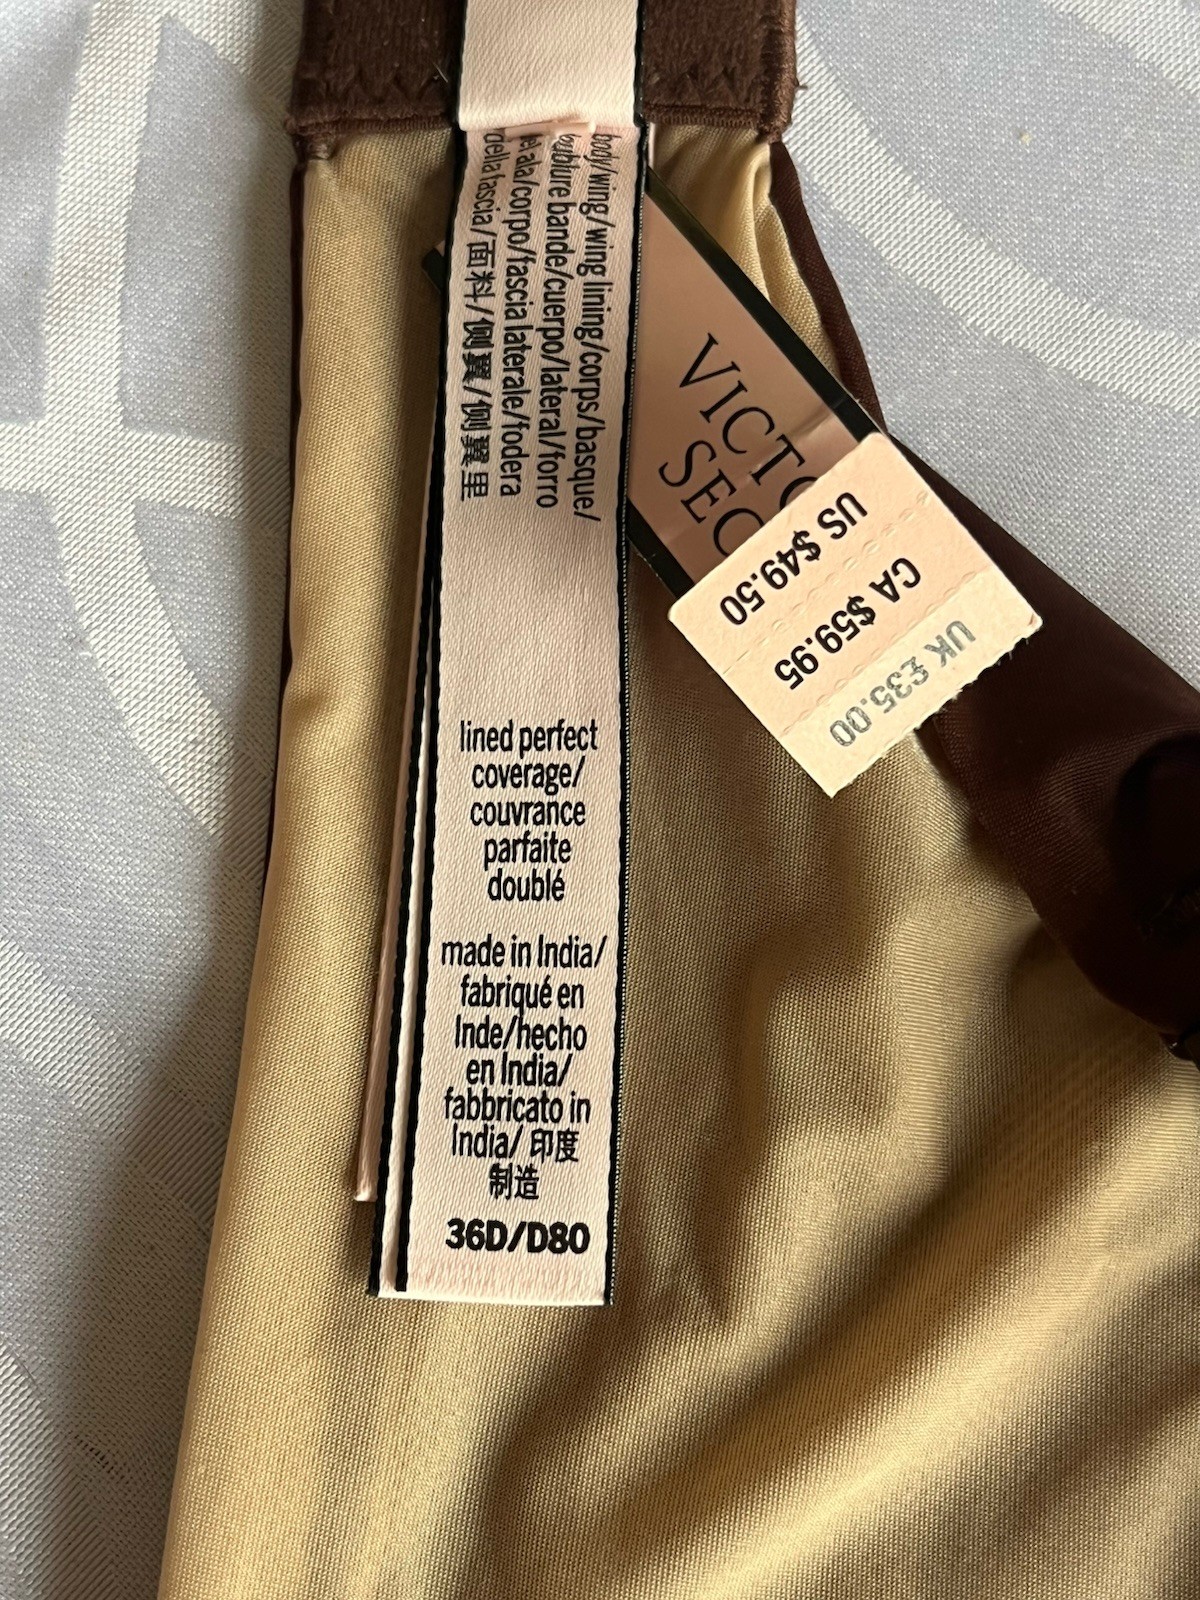 body/wing/wing lining/corps/basque/
doublure bande/cuerpo/lateral/forro
del ala/corpo/fascia laterale/fodera
della fascia/面料/侧翼/侧翼里
lined perfect
coverage/
couvrance
parfaite
doublé
made in India/
fabriqué en
Inde/hecho
en India/
fabbricato in
India/ 印度
制造
36D/D80
VICTO
SEC
US $49.50
CA $59.95
UK £35.00